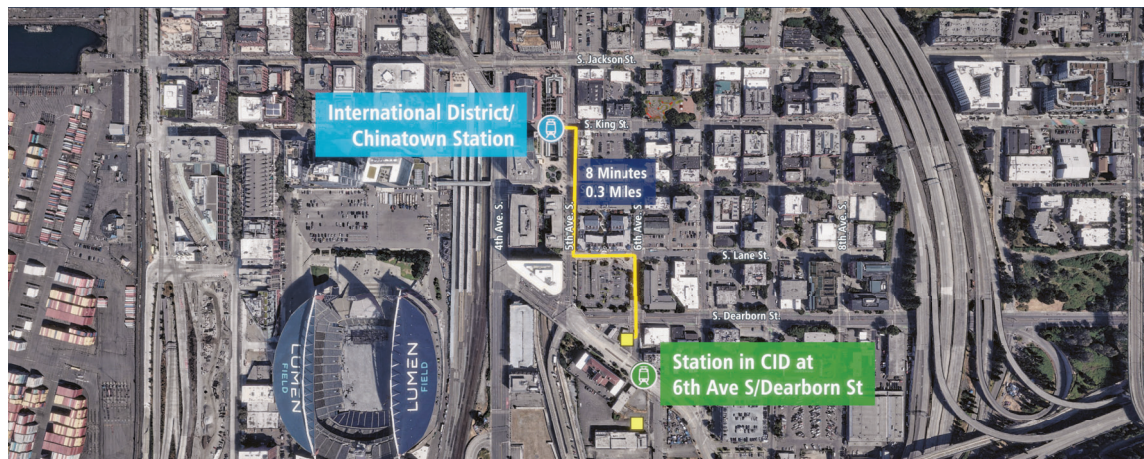 S. Jackson St.
International District/
Chinatown Station
S. King St.
8 Minutes
0.3 Miles
4th Ave. S.
5th Ave. S.
6th Ave. S.
8th Ave. S.
S. Lane St.
S. Dearborn St.
LUMEN
FIELD
LUMEN
FIELD
Station in CID at
6th Ave S/Dearborn St